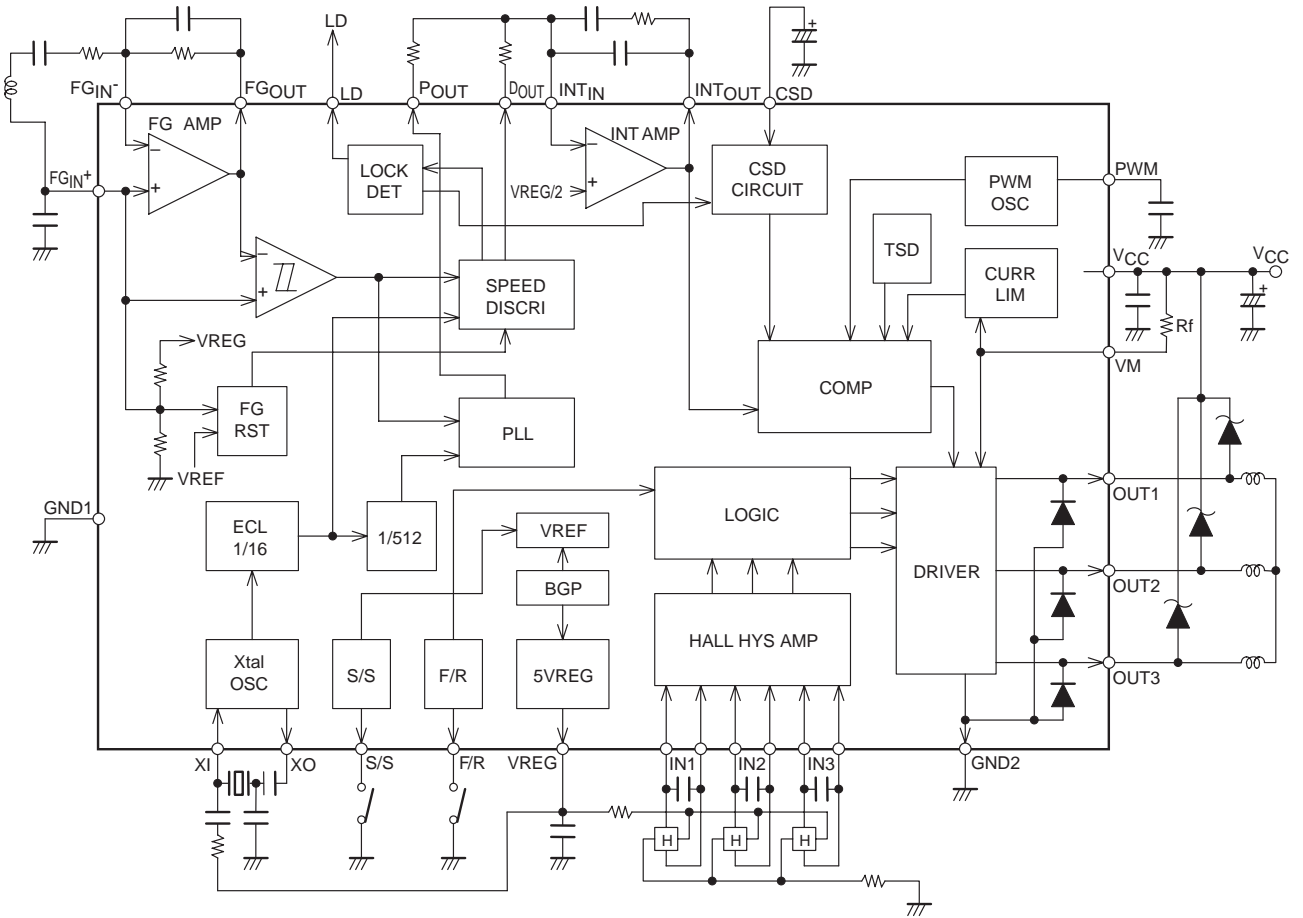 LD
FGIN-
FGOUT
LD
POUT
DOUT
INTIN
INTOUT
CSD
+
FG AMP
−
+
FGIN+
LOCK
DET
INT AMP
−
+
VREG/2
CSD
CIRCUIT
PWM
OSC
PWM
TSD
CURR
LIM
VCC
VCC
+
Rf
VM
−
+
SPEED
DISCRI
VREG
FG
RST
VREF
PLL
COMP
GND1
ECL
1/16
1/512
VREF
BGP
LOGIC
DRIVER
OUT1
OUT2
OUT3
Xtal
OSC
S/S
F/R
5VREG
HALL HYS AMP
XI
XO
S/S
F/R
VREG
IN1
IN2
IN3
GND2
H
H
H